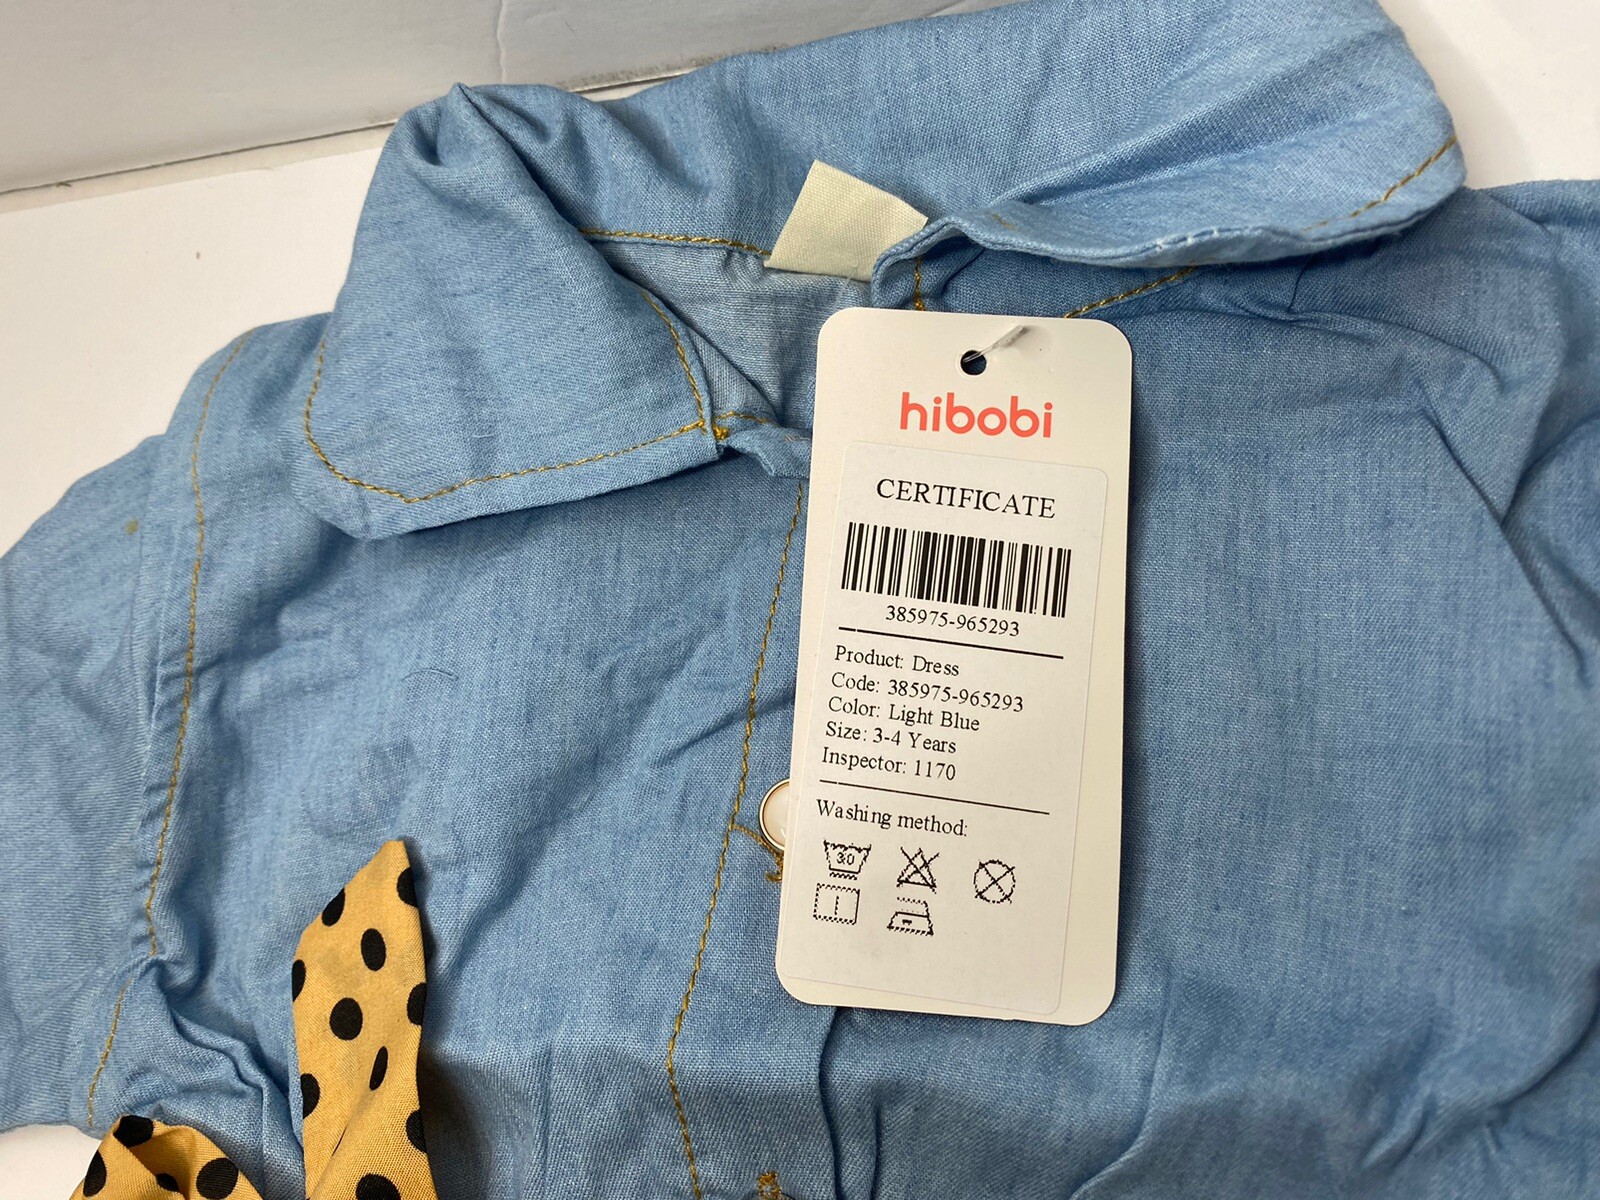 hibobi
CERTIFICATE
385975-965293
Product: Dress
Code: 385975-965293
Color: Light Blue
Size: 3-4 Years
Inspector: 1170
Washing method:
30